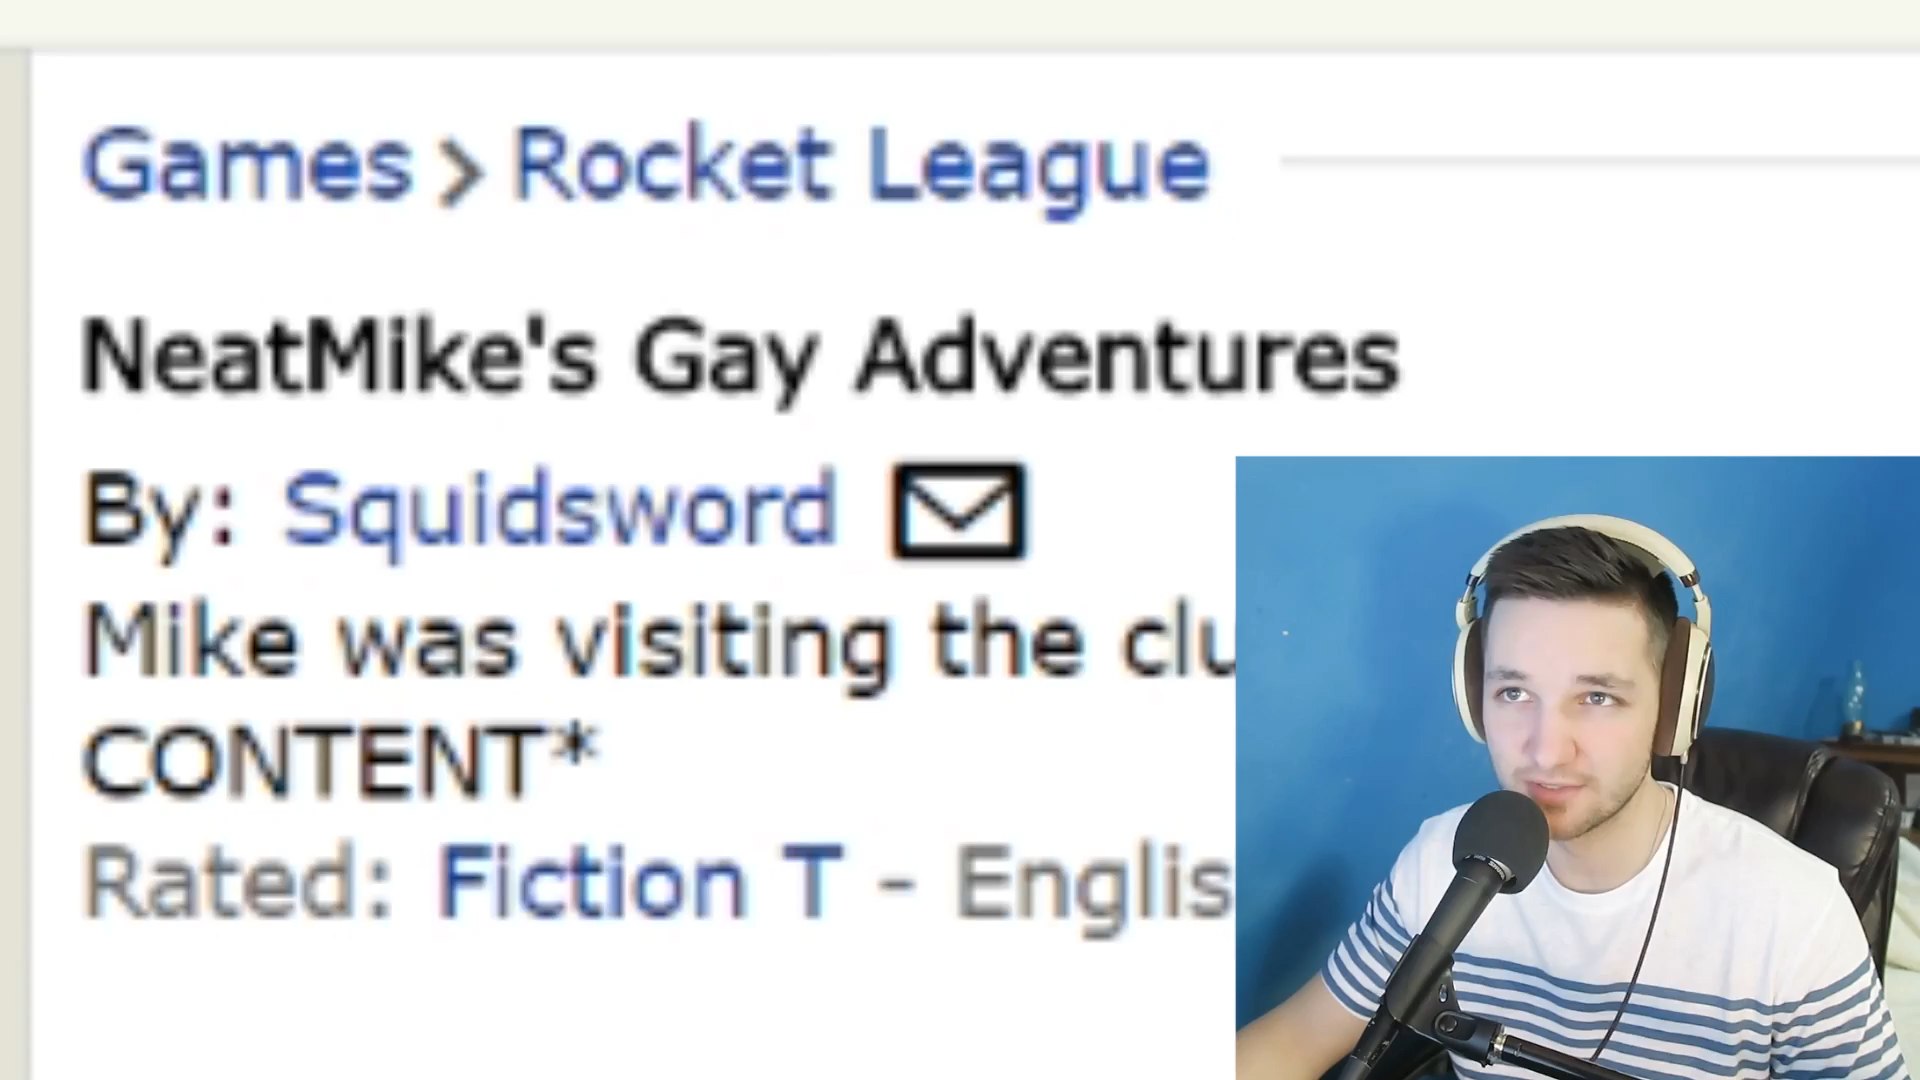 Games > Rocket League
NeatMike's Gay Adventures
By: Squidsword
Mike was visiting the
CONTENT*
Rated: Fiction T -